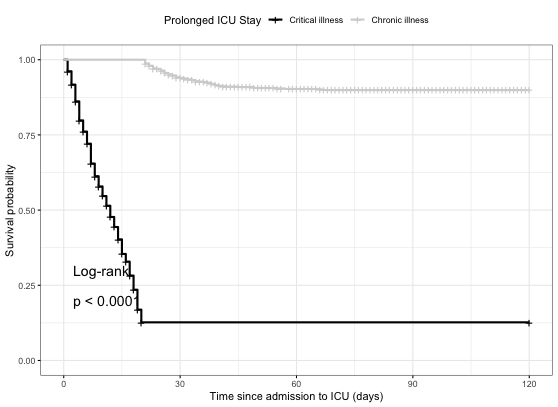 Prolonged ICU Stay Critical illness Chronic illness
1.00
0.75
0.50
0.25
0.00
Survival probability
Log-rank
p < 0.0001
0 30 60 90 120
Time since admission to ICU (days)